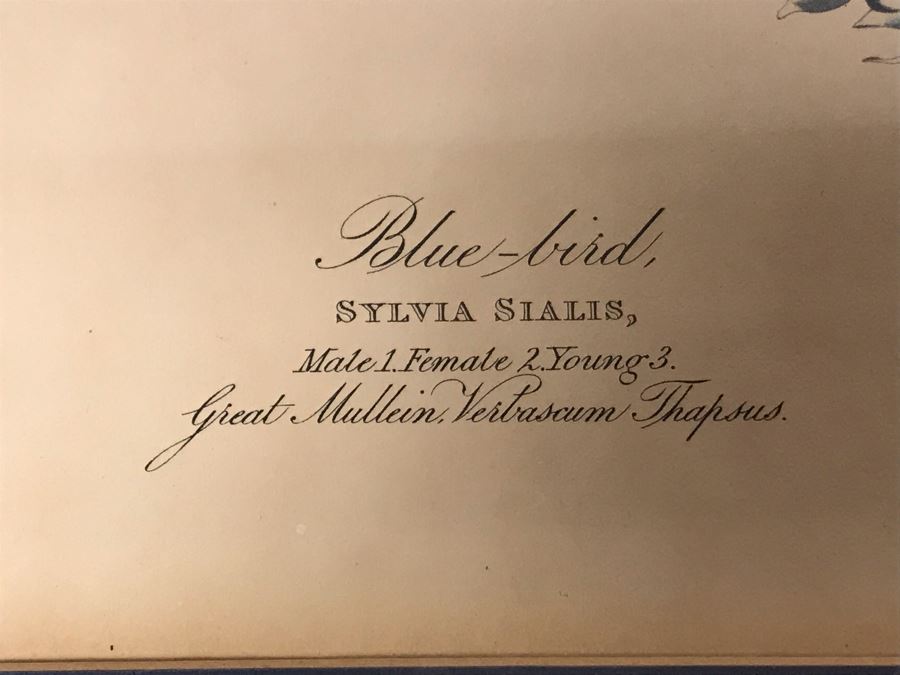 Blue-bird,
SYLVIA SIALIS,
Male 1. Female 2. Young 3.
Great Mullein, Verbascum Thapsus.